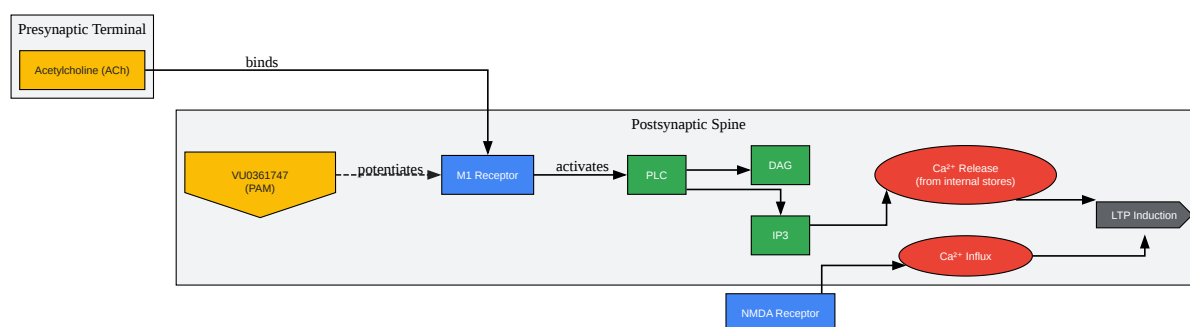 Presynaptic Terminal
Acetylcholine (ACh)
binds
Postsynaptic Spine
VU0361747
(PAM)
potentiates
M1 Receptor
activates
PLC
DAG
IP3
Ca²⁺ Release
(from internal stores)
LTP Induction
Ca²⁺ Influx
NMDA Receptor